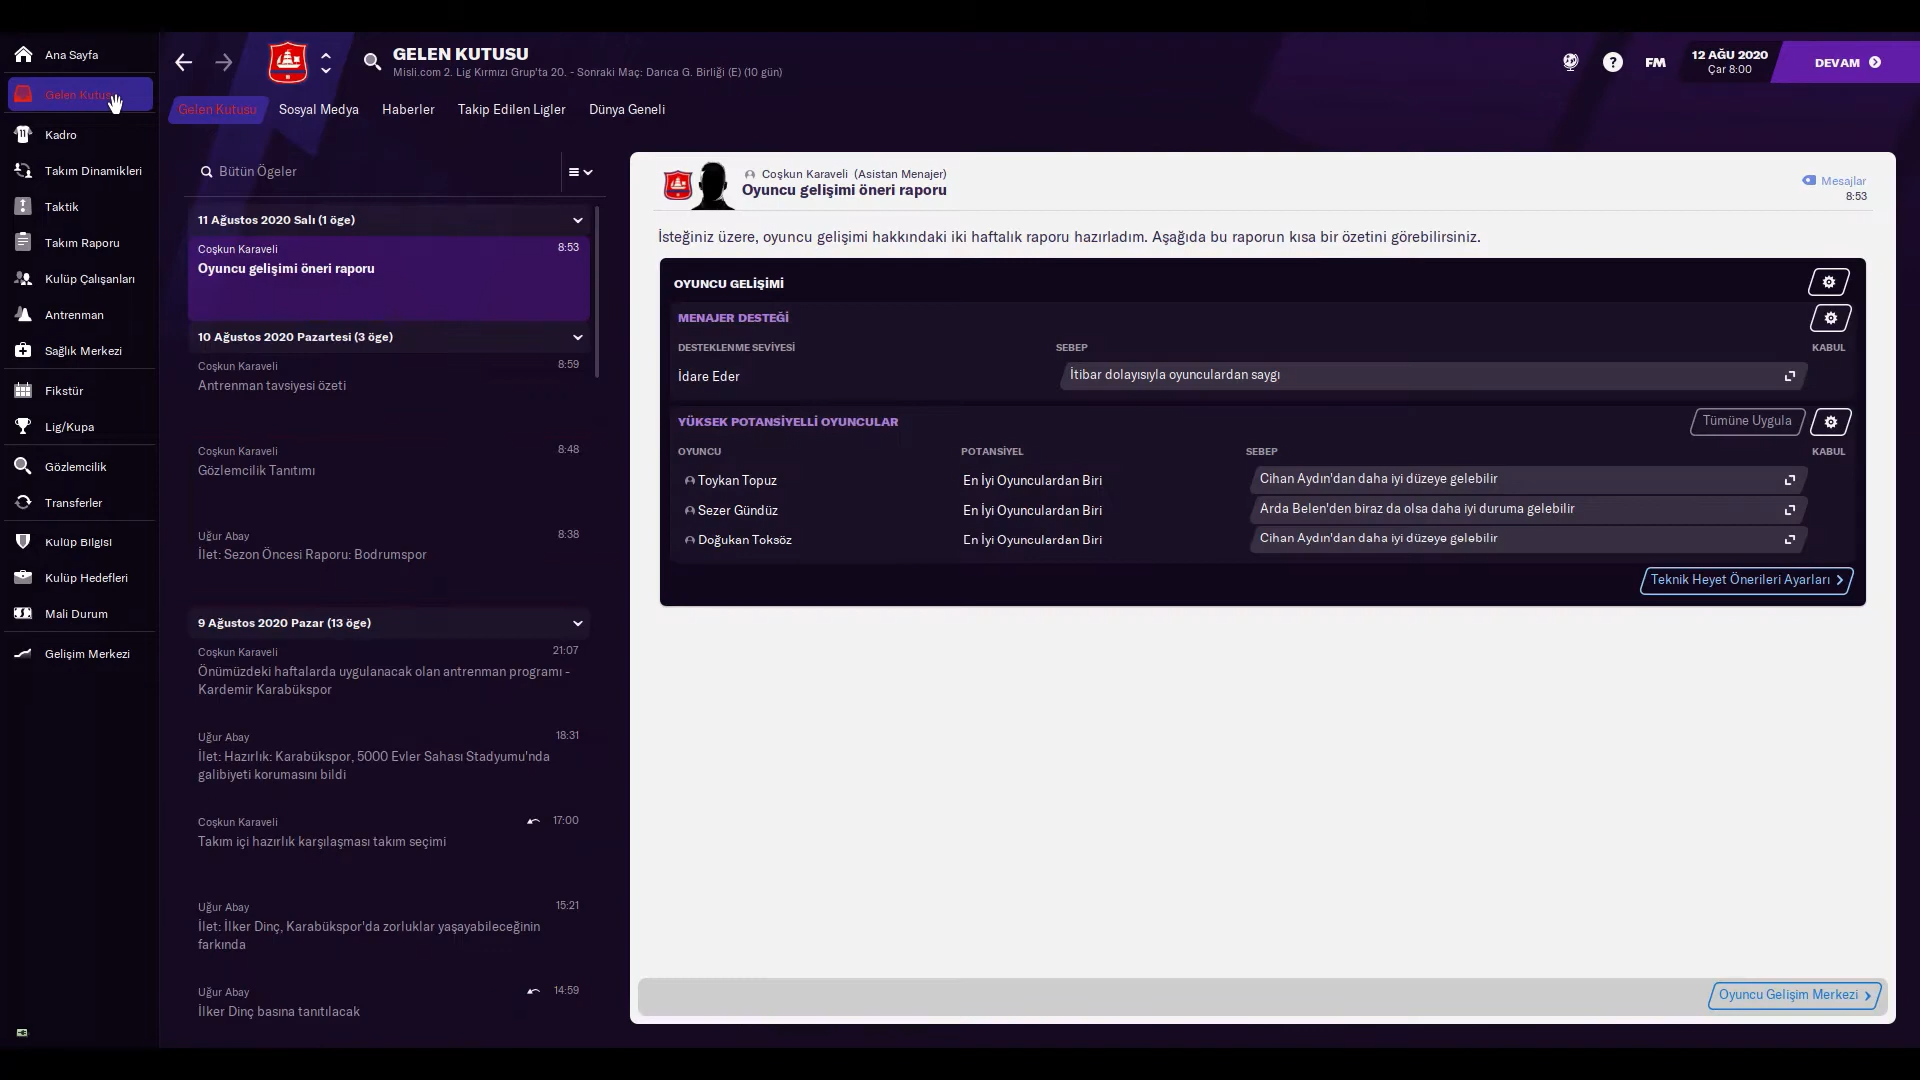 Ana Sayfa
Gelen Kutusu
Kadro
Takım Dinamikleri
Taktik
Takım Raporu
Kulüp Çalışanları
Antrenman
Sağlık Merkezi
Fikstür
Lig/Kupa
Gözlemcilik
Transferler
Kulüp Bilgisi
Kulüp Hedefleri
Mali Durum
Gelişim Merkezi
GELEN KUTUSU
Misli.com 2. Lig Kırmızı Grup'ta 20. - Sonraki Maç: Darıca G. Birliği (E) (10 gün)
FM
12 AĞU 2020
Çar 8:00
DEVAM
Gelen Kutusu Sosyal Medya Haberler Takip Edilen Ligler Dünya Geneli
Bütün Ögeler
11 Ağustos 2020 Salı (1 öge)
Coşkun Karaveli 8:53
Oyuncu gelişimi öneri raporu
10 Ağustos 2020 Pazartesi (3 öge)
Coşkun Karaveli 8:59
Antrenman tavsiyesi özeti
Coşkun Karaveli 8:48
Gözlemcilik Tanıtımı
Uğur Abay 8:38
İlet: Sezon Öncesi Raporu: Bodrumspor
9 Ağustos 2020 Pazar (13 öge)
Coşkun Karaveli 21:07
Önümüzdeki haftalarda uygulanacak olan antrenman programı -
Kardemir Karabükspor
Uğur Abay 18:31
İlet: Hazırlık: Karabükspor, 5000 Evler Sahası Stadyumu'nda
galibiyeti korumasını bildi
Coşkun Karaveli 17:00
Takım içi hazırlık karşılaşması takım seçimi
Uğur Abay 15:21
İlet: İlker Dinç, Karabükspor'da zorluklar yaşayabileceğinin
farkında
Uğur Abay 14:59
İlker Dinç basına tanıtılacak
Coşkun Karaveli (Asistan Menajer)
Oyuncu gelişimi öneri raporu
Mesajlar
8:53
İsteğiniz üzere, oyuncu gelişimi hakkındaki iki haftalık raporu hazırladım. Aşağıda bu raporun kısa bir özetini görebilirsiniz.
OYUNCU GELİŞİMİ
MENAJER DESTEĞİ
DESTEKLENME SEVİYESİ SEBEP KABUL
İdare Eder İtibar dolayısıyla oyunculardan saygı
YÜKSEK POTANSİYELLİ OYUNCULAR Tümüne Uygula
OYUNCU POTANSİYEL SEBEP KABUL
Toykan Topuz En İyi Oyunculardan Biri Cihan Aydın'dan daha iyi düzeye gelebilir
Sezer Gündüz En İyi Oyunculardan Biri Arda Belen'den biraz da olsa daha iyi duruma gelebilir
Doğukan Toksöz En İyi Oyunculardan Biri Cihan Aydın'dan daha iyi düzeye gelebilir
Teknik Heyet Önerileri Ayarları
Oyuncu Gelişim Merkezi